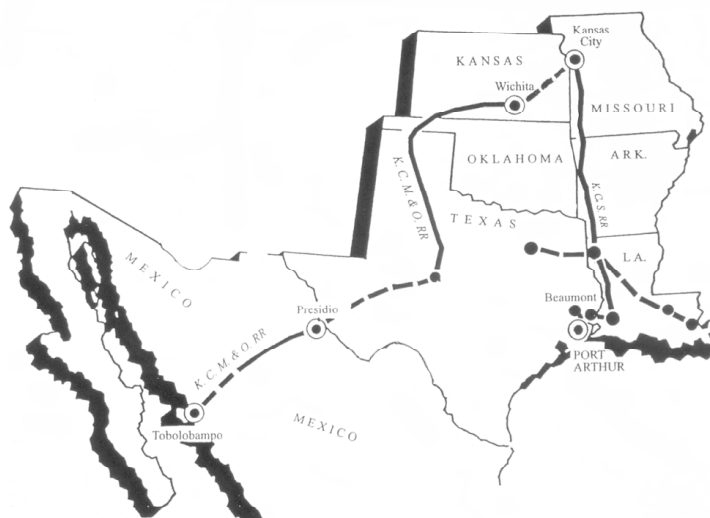 Kansas
City
KANSAS
Wichita
MISSOURI
OKLAHOMA
ARK.
K.C.M.&O.RR
K.C.S.RR
TEXAS
MEXICO
LA.
Beaumont
Presidio
PORT
ARTHUR
K.C.M.&O.RR
MEXICO
Tobolobampo